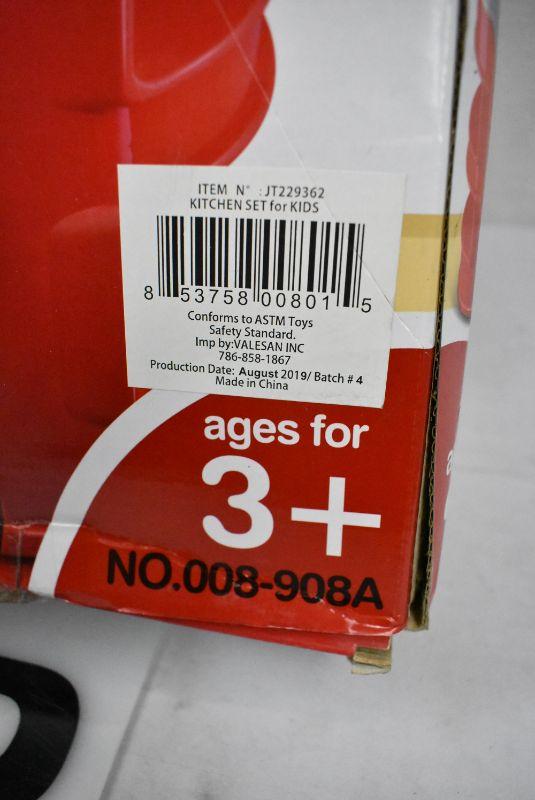 ITEM N° : JT229362
KITCHEN SET for KIDS
8 53758 00801 5
Conforms to ASTM Toys
Safety Standard.
Imp by:VALESAN INC
786-858-1867
Production Date: August 2019/ Batch # 4
Made in China
ages for
3+
NO.008-908A